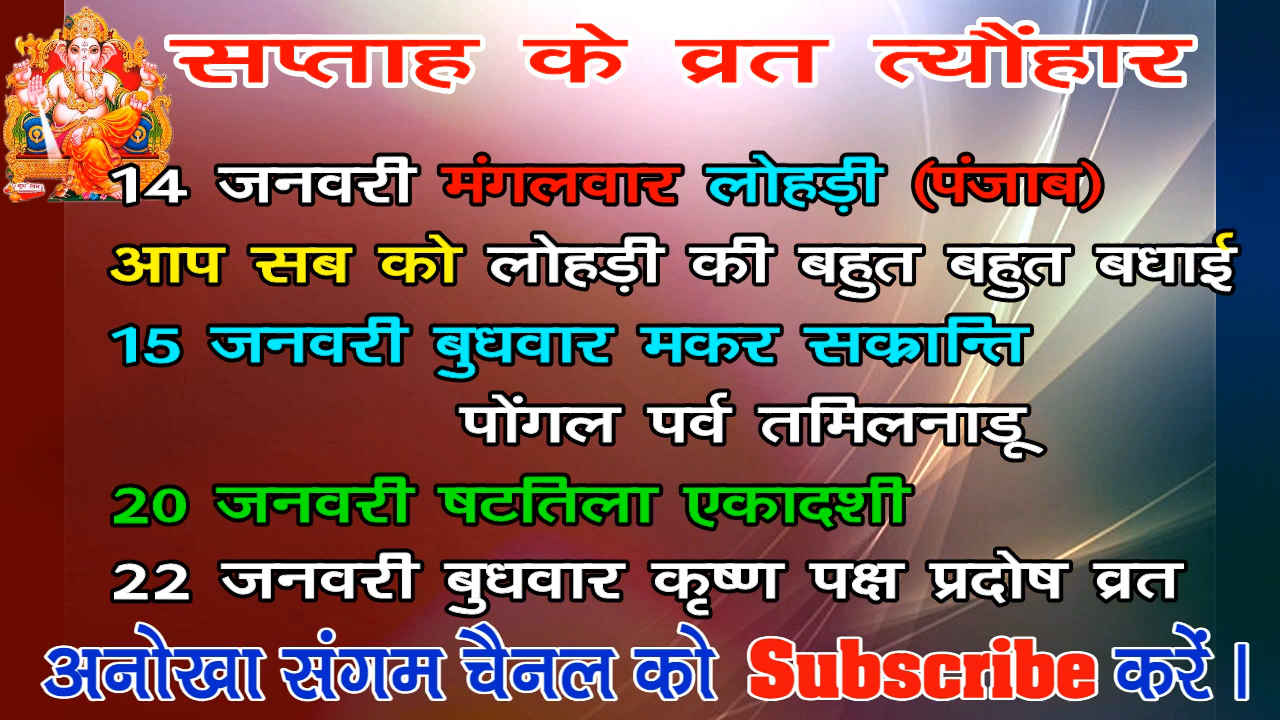 सप्ताह के व्रत त्यौंहार
14 जनवरी मंगलवार लोहड़ी (पंजाब)
आप सब को लोहड़ी की बहुत बहुत बधाई
15 जनवरी बुधवार मकर सक्रान्ति
पोंगल पर्व तमिलनाडू
20 जनवरी षटतिला एकादशी
22 जनवरी बुधवार कृष्ण पक्ष प्रदोष व्रत
अनोखा संगम चैनल को Subscribe करें।